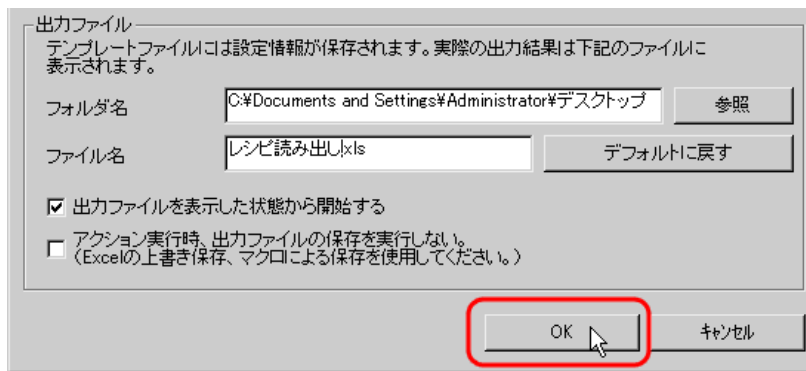 出力ファイル
テンプレートファイルには設定情報が保存されます。実際の出力結果は下記のファイルに
表示されます。
フォルダ名
C:¥Documents and Settings¥Administrator¥デスクトップ
参照
ファイル名
レシピ読み出し.xls
デフォルトに戻す
出力ファイルを表示した状態から開始する
アクション実行時、出力ファイルの保存を実行しない。
(Excelの上書き保存、マクロによる保存を使用してください。)
OK
キャンセル